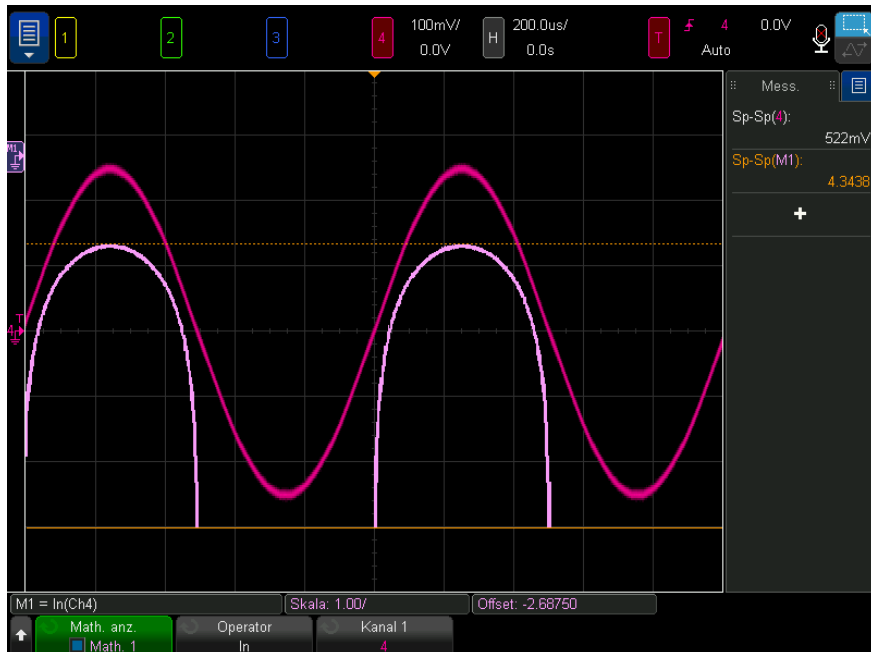 1 2 3 4 100mV/ H 200.0us/ T 4 0.0V
0.0V 0.0s Auto
Mess.
Sp-Sp(4):
522mV
Sp-Sp(M1):
4.3438
+
M1
T
4
M1 = ln(Ch4) Skala: 1.00/ Offset: -2.68750
Math. anz. Operator Kanal 1
Math. 1 ln 4